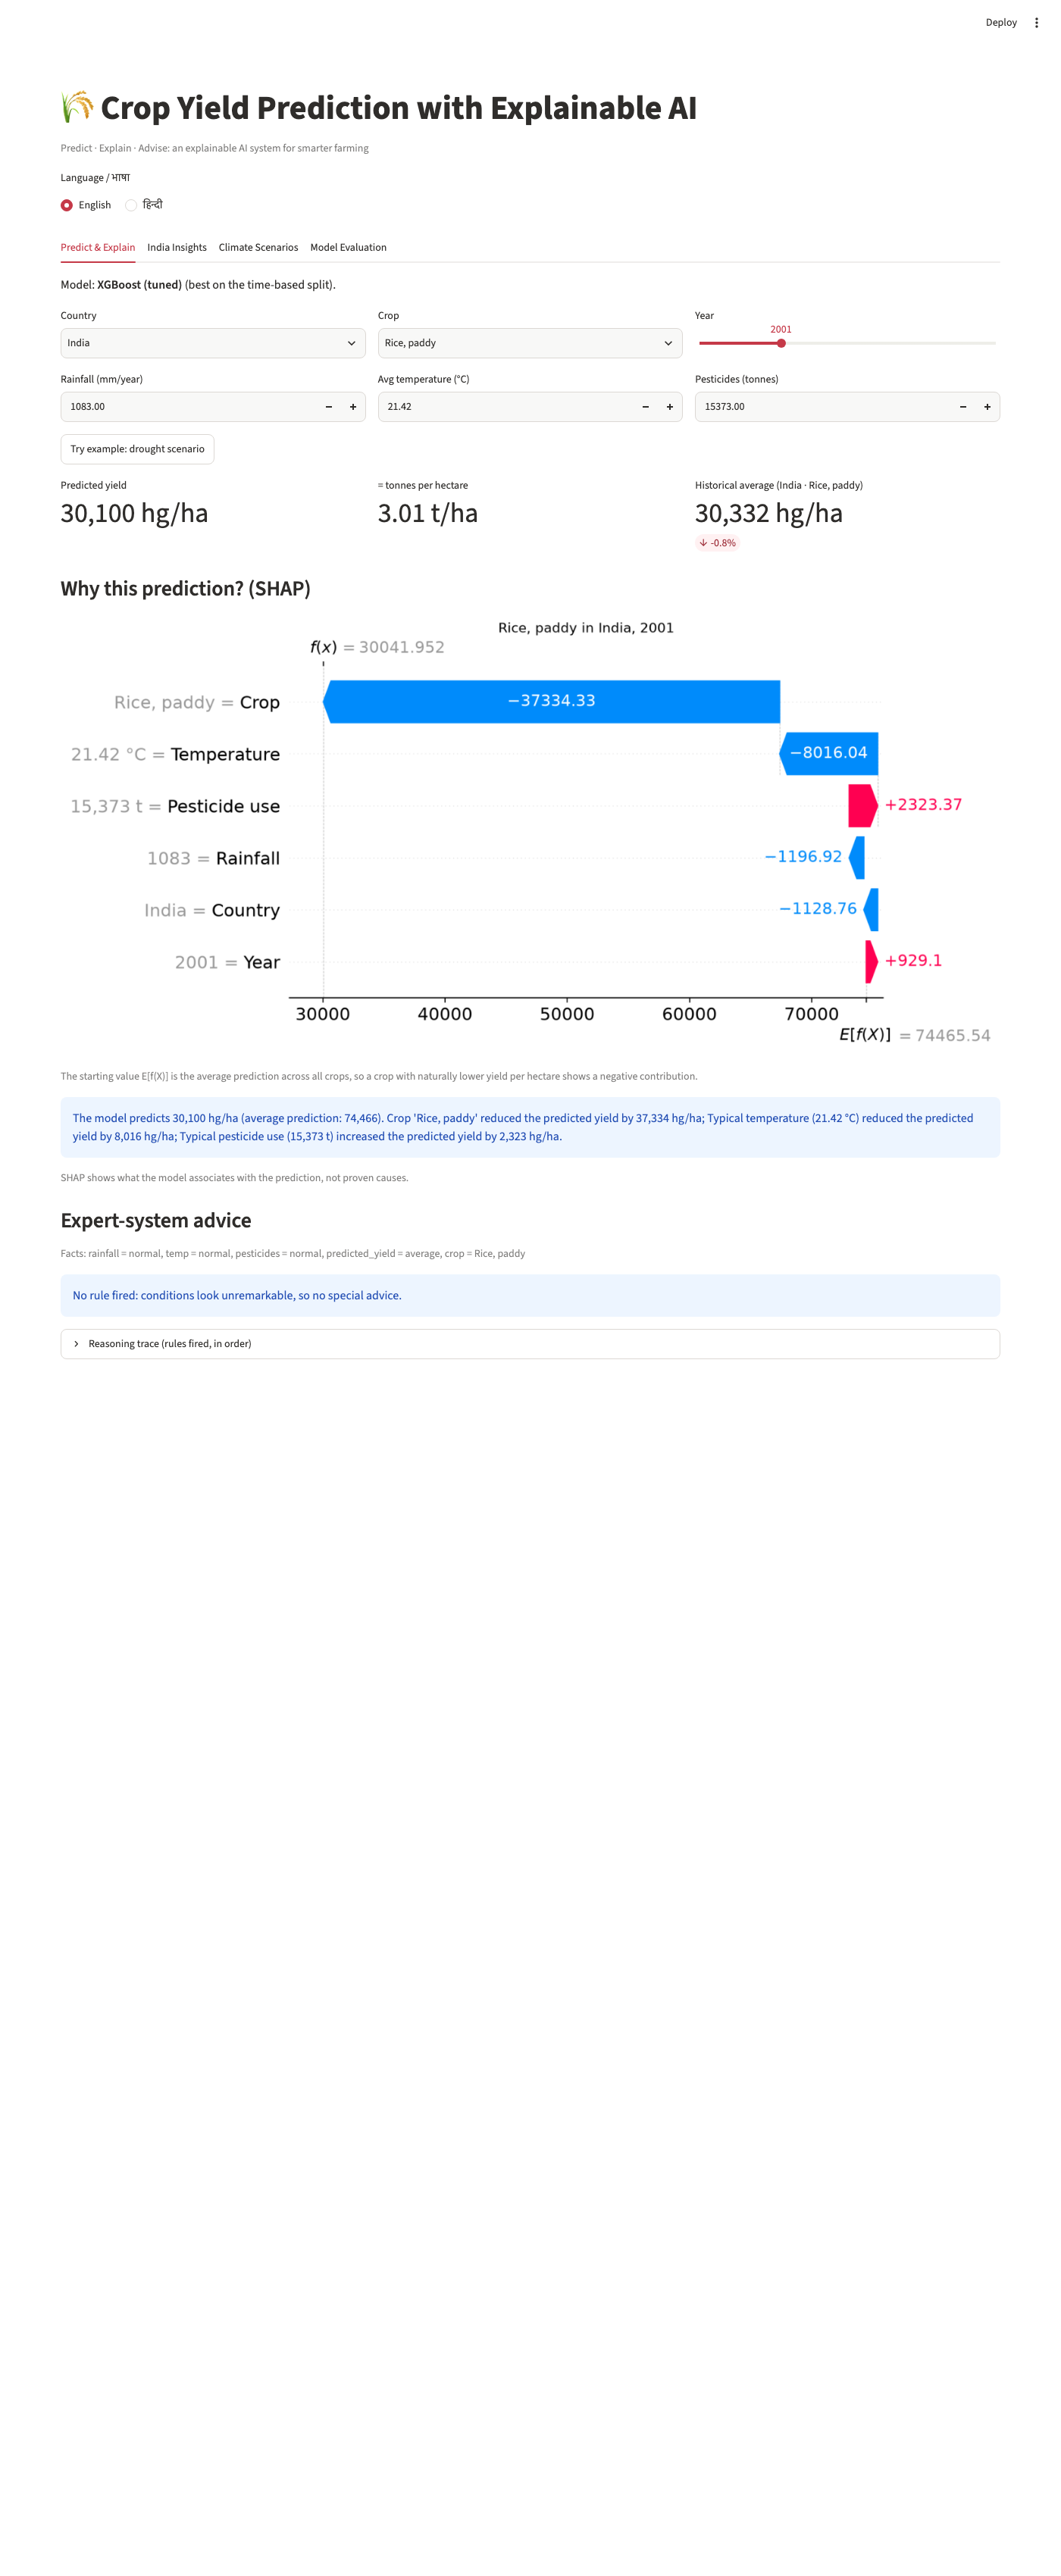 Deploy
Crop Yield Prediction with Explainable AI
Predict · Explain · Advise: an explainable AI system for smarter farming
Language / भाषा
English हिन्दी
Predict & Explain India Insights Climate Scenarios Model Evaluation
Model: XGBoost (tuned) (best on the time-based split).
Country Crop Year
2001
India Rice, paddy
Rainfall (mm/year) Avg temperature (°C) Pesticides (tonnes)
1083.00 − + 21.42 − + 15373.00 − +
Try example: drought scenario
Predicted yield = tonnes per hectare Historical average (India · Rice, paddy)
30,100 hg/ha 3.01 t/ha 30,332 hg/ha
↓ -0.8%
Why this prediction? (SHAP)
Rice, paddy in India, 2001
f(x) = 30041.952
Rice, paddy = Crop −37334.33
21.42 °C = Temperature −8016.04
15,373 t = Pesticide use +2323.37
1083 = Rainfall −1196.92
India = Country −1128.76
2001 = Year +929.1
30000 40000 50000 60000 70000
E[f(X)] = 74465.54
The starting value E[f(X)] is the average prediction across all crops, so a crop with naturally lower yield per hectare shows a negative contribution.
The model predicts 30,100 hg/ha (average prediction: 74,466). Crop 'Rice, paddy' reduced the predicted yield by 37,334 hg/ha; Typical temperature (21.42 °C) reduced the predicted
yield by 8,016 hg/ha; Typical pesticide use (15,373 t) increased the predicted yield by 2,323 hg/ha.
SHAP shows what the model associates with the prediction, not proven causes.
Expert-system advice
Facts: rainfall = normal, temp = normal, pesticides = normal, predicted_yield = average, crop = Rice, paddy
No rule fired: conditions look unremarkable, so no special advice.
Reasoning trace (rules fired, in order)